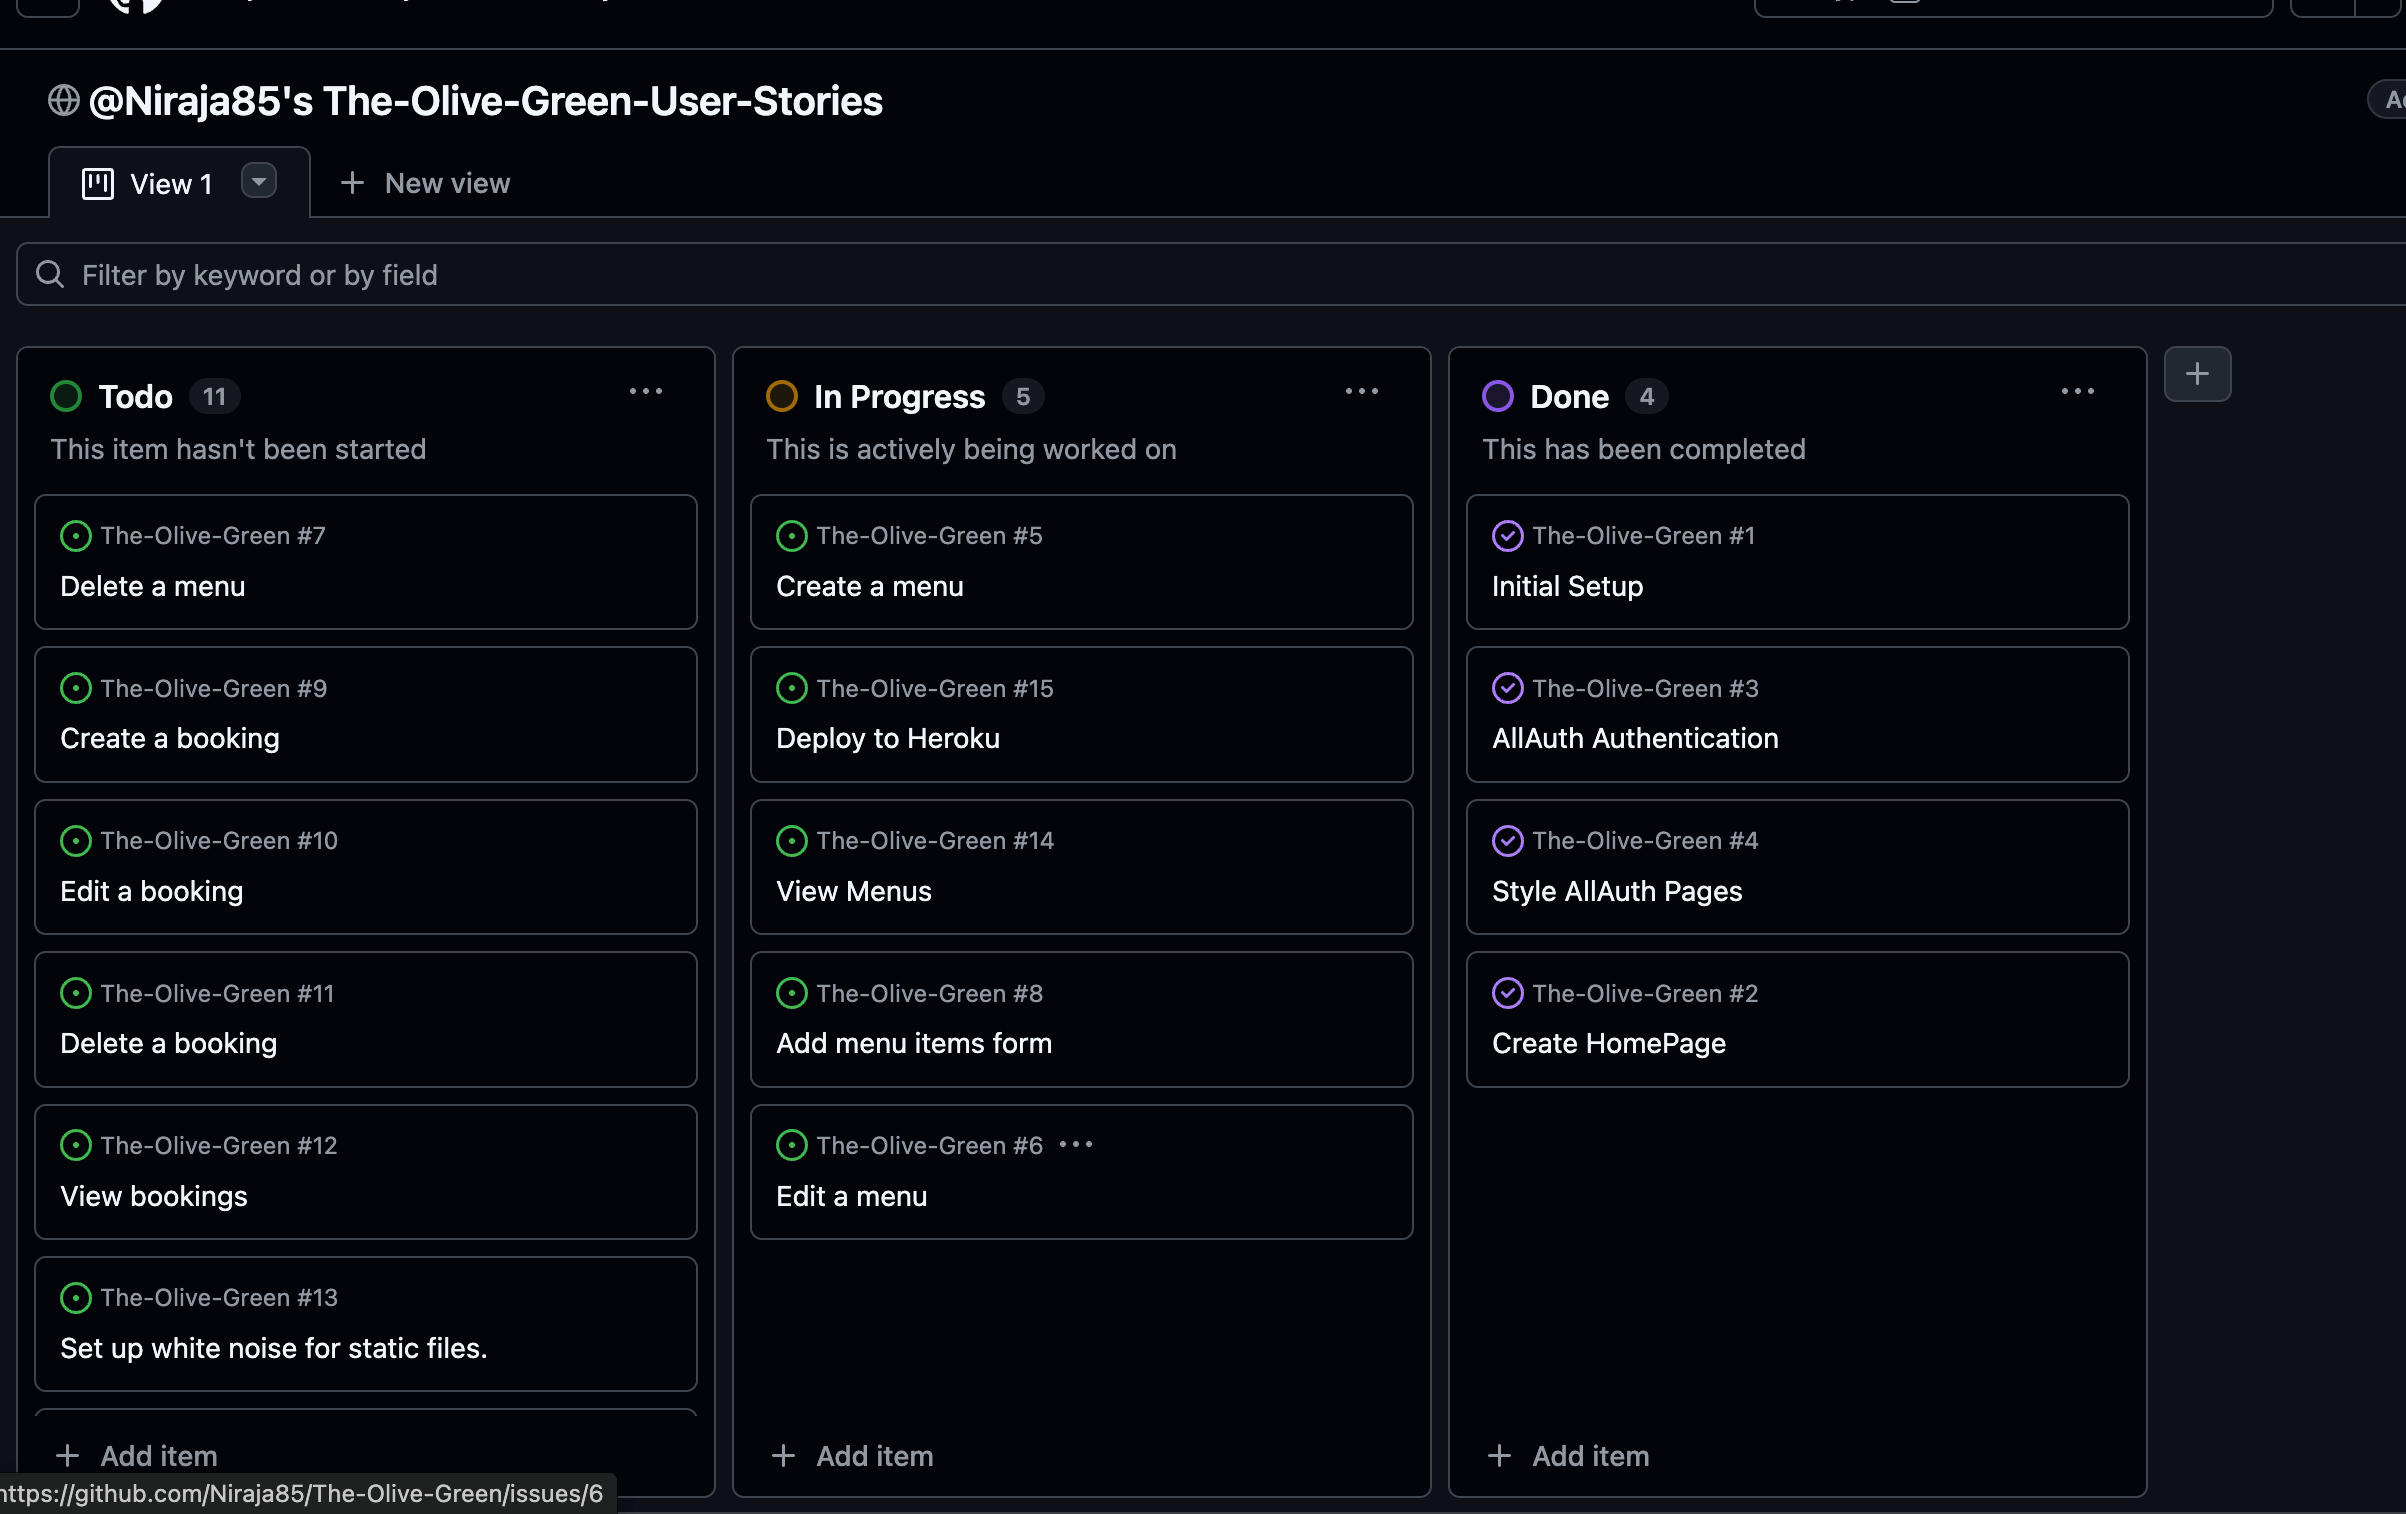 @Niraja85's The-Olive-Green-User-Stories
View 1
New view
Filter by keyword or by field
Todo 11
This item hasn't been started
The-Olive-Green #7
Delete a menu
The-Olive-Green #9
Create a booking
The-Olive-Green #10
Edit a booking
The-Olive-Green #11
Delete a booking
The-Olive-Green #12
View bookings
The-Olive-Green #13
Set up white noise for static files.
Add item
In Progress 5
This is actively being worked on
The-Olive-Green #5
Create a menu
The-Olive-Green #15
Deploy to Heroku
The-Olive-Green #14
View Menus
The-Olive-Green #8
Add menu items form
The-Olive-Green #6
Edit a menu
Add item
Done 4
This has been completed
The-Olive-Green #1
Initial Setup
The-Olive-Green #3
AllAuth Authentication
The-Olive-Green #4
Style AllAuth Pages
The-Olive-Green #2
Create HomePage
Add item
https://github.com/Niraja85/The-Olive-Green/issues/6